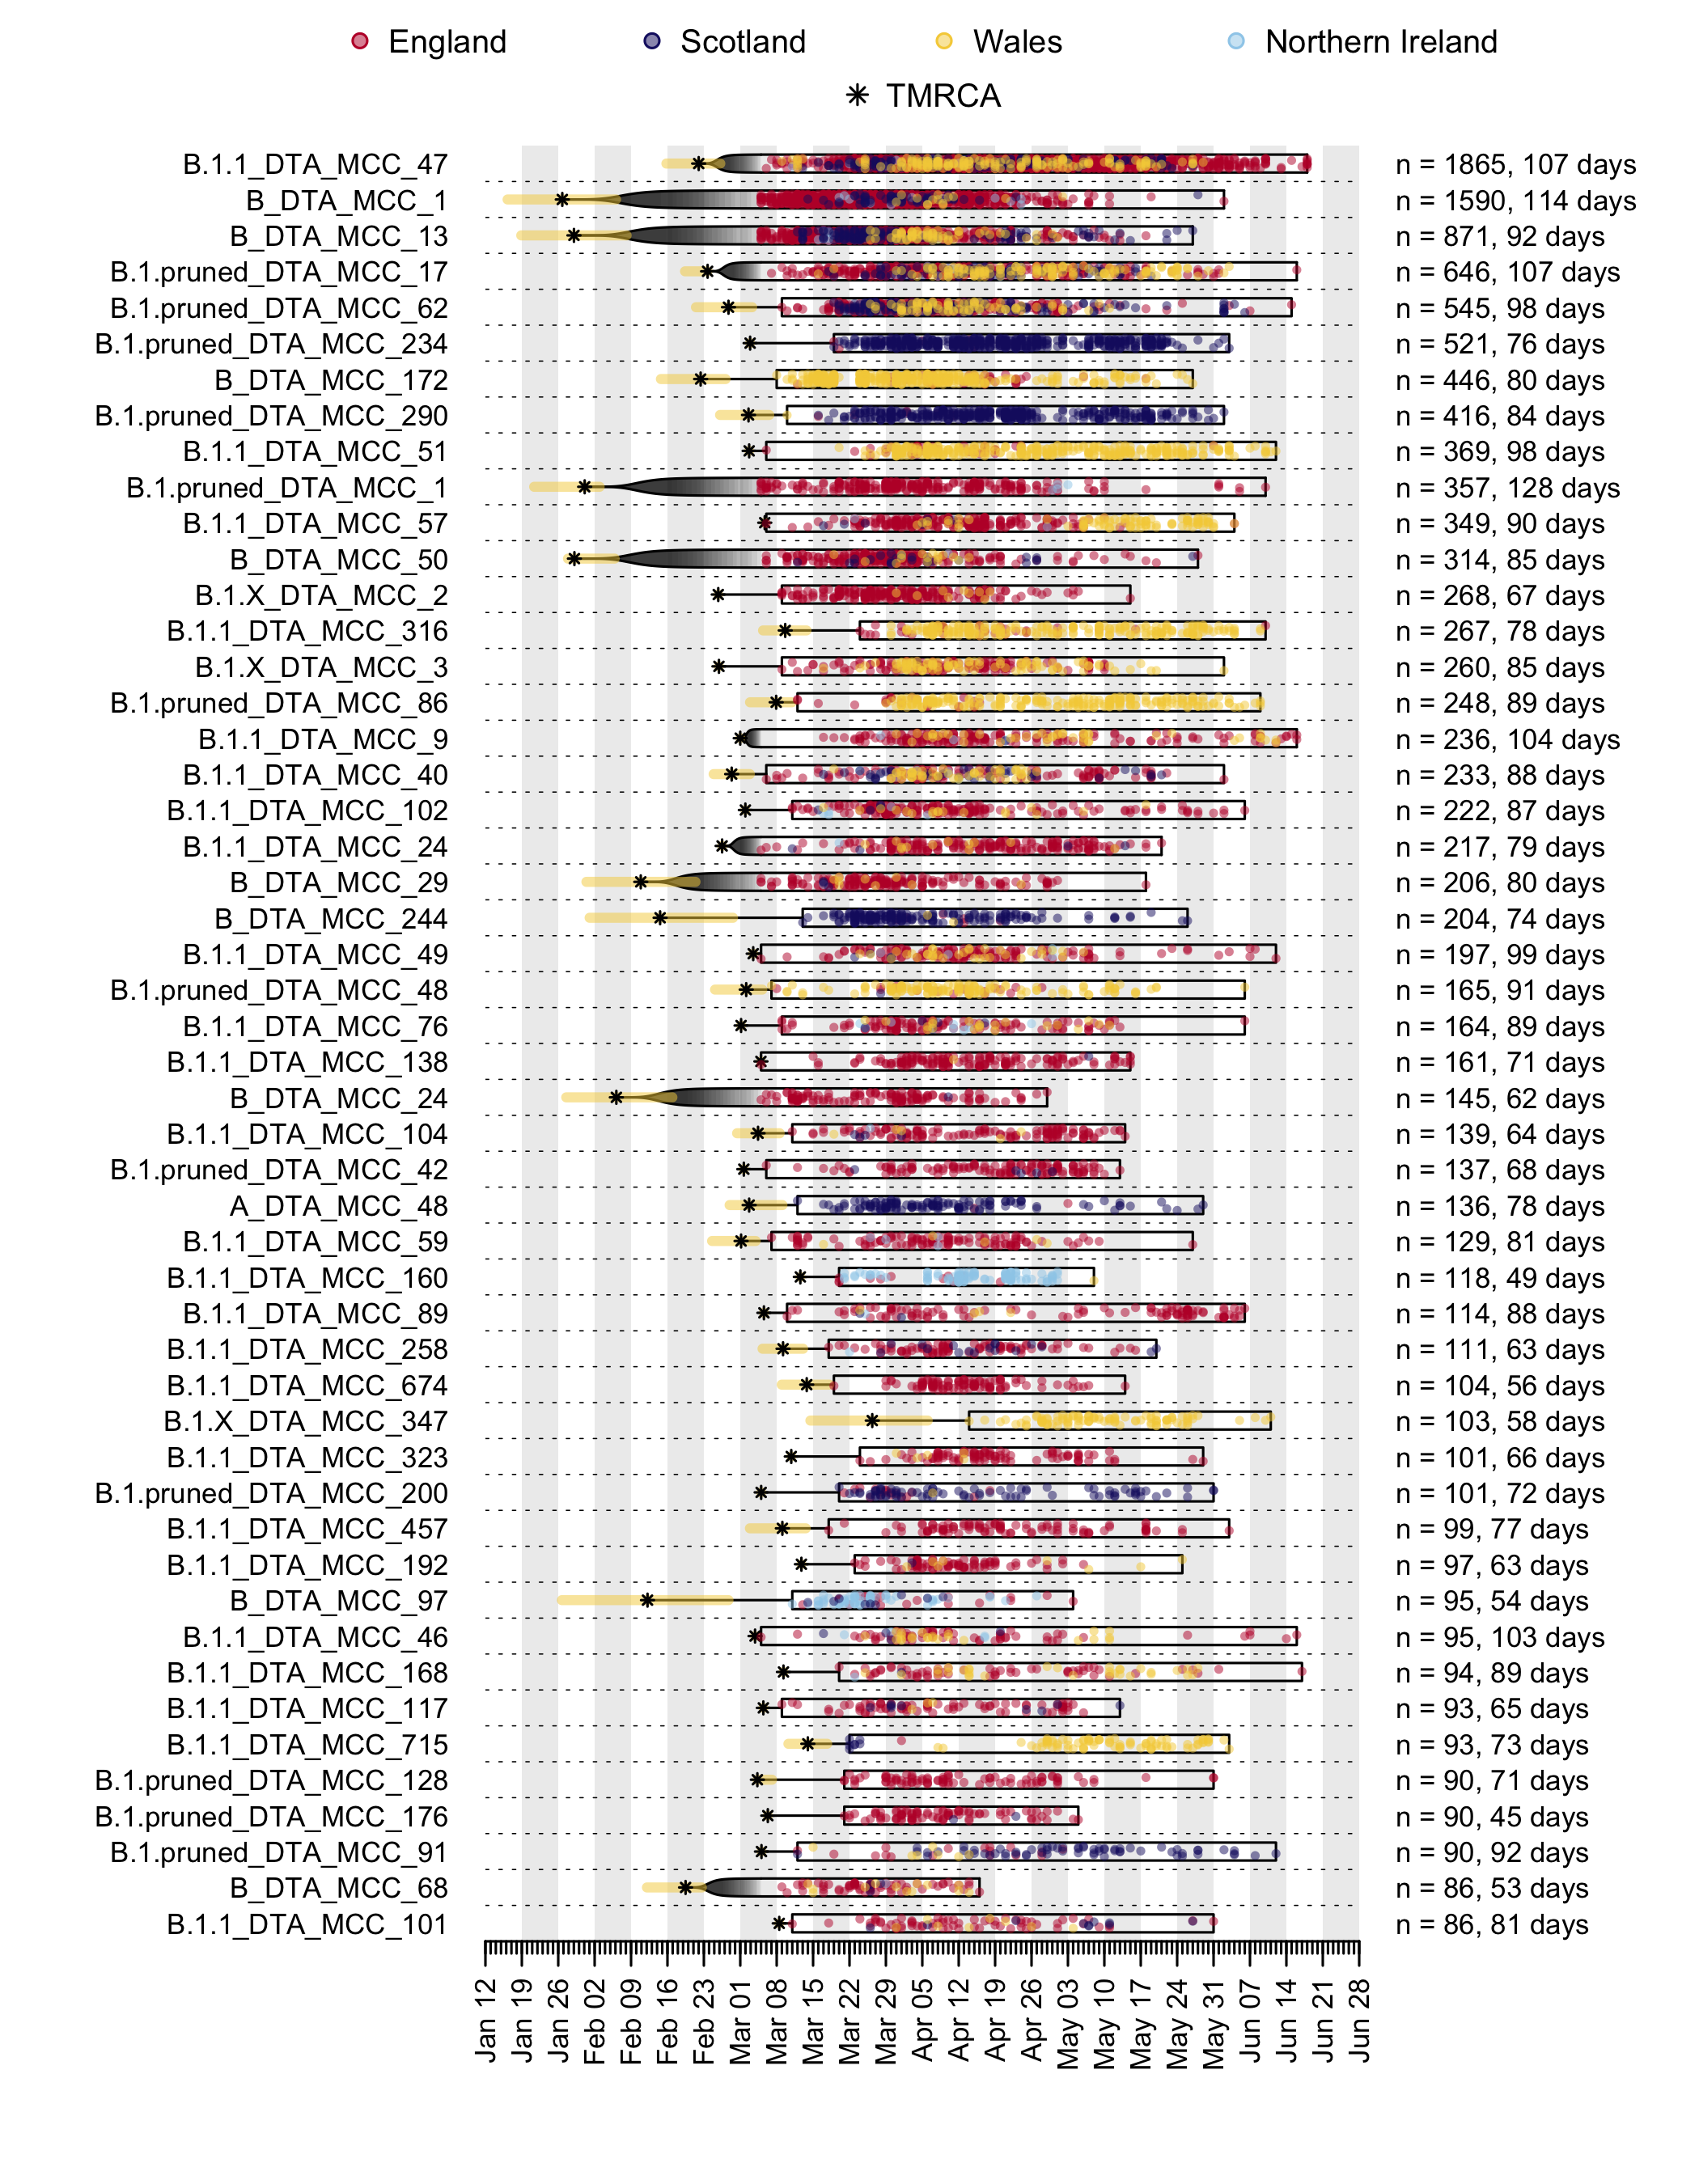 England Scotland Wales Northern Ireland
TMRCA
B.1.1_DTA_MCC_47 n = 1865, 107 days
B_DTA_MCC_1 n = 1590, 114 days
B_DTA_MCC_13 n = 871, 92 days
B.1.pruned_DTA_MCC_17 n = 646, 107 days
B.1.pruned_DTA_MCC_62 n = 545, 98 days
B.1.pruned_DTA_MCC_234 n = 521, 76 days
B_DTA_MCC_172 n = 446, 80 days
B.1.pruned_DTA_MCC_290 n = 416, 84 days
B.1.1_DTA_MCC_51 n = 369, 98 days
B.1.pruned_DTA_MCC_1 n = 357, 128 days
B.1.1_DTA_MCC_57 n = 349, 90 days
B_DTA_MCC_50 n = 314, 85 days
B.1.X_DTA_MCC_2 n = 268, 67 days
B.1.1_DTA_MCC_316 n = 267, 78 days
B.1.X_DTA_MCC_3 n = 260, 85 days
B.1.pruned_DTA_MCC_86 n = 248, 89 days
B.1.1_DTA_MCC_9 n = 236, 104 days
B.1.1_DTA_MCC_40 n = 233, 88 days
B.1.1_DTA_MCC_102 n = 222, 87 days
B.1.1_DTA_MCC_24 n = 217, 79 days
B_DTA_MCC_29 n = 206, 80 days
B_DTA_MCC_244 n = 204, 74 days
B.1.1_DTA_MCC_49 n = 197, 99 days
B.1.pruned_DTA_MCC_48 n = 165, 91 days
B.1.1_DTA_MCC_76 n = 164, 89 days
B.1.1_DTA_MCC_138 n = 161, 71 days
B_DTA_MCC_24 n = 145, 62 days
B.1.1_DTA_MCC_104 n = 139, 64 days
B.1.pruned_DTA_MCC_42 n = 137, 68 days
A_DTA_MCC_48 n = 136, 78 days
B.1.1_DTA_MCC_59 n = 129, 81 days
B.1.1_DTA_MCC_160 n = 118, 49 days
B.1.1_DTA_MCC_89 n = 114, 88 days
B.1.1_DTA_MCC_258 n = 111, 63 days
B.1.1_DTA_MCC_674 n = 104, 56 days
B.1.X_DTA_MCC_347 n = 103, 58 days
B.1.1_DTA_MCC_323 n = 101, 66 days
B.1.pruned_DTA_MCC_200 n = 101, 72 days
B.1.1_DTA_MCC_457 n = 99, 77 days
B.1.1_DTA_MCC_192 n = 97, 63 days
B_DTA_MCC_97 n = 95, 54 days
B.1.1_DTA_MCC_46 n = 95, 103 days
B.1.1_DTA_MCC_168 n = 94, 89 days
B.1.1_DTA_MCC_117 n = 93, 65 days
B.1.1_DTA_MCC_715 n = 93, 73 days
B.1.pruned_DTA_MCC_128 n = 90, 71 days
B.1.pruned_DTA_MCC_176 n = 90, 45 days
B.1.pruned_DTA_MCC_91 n = 90, 92 days
B_DTA_MCC_68 n = 86, 53 days
B.1.1_DTA_MCC_101 n = 86, 81 days
Jan 12
Jan 19
Jan 26
Feb 02
Feb 09
Feb 16
Feb 23
Mar 01
Mar 08
Mar 15
Mar 22
Mar 29
Apr 05
Apr 12
Apr 19
Apr 26
May 03
May 10
May 17
May 24
May 31
Jun 07
Jun 14
Jun 21
Jun 28